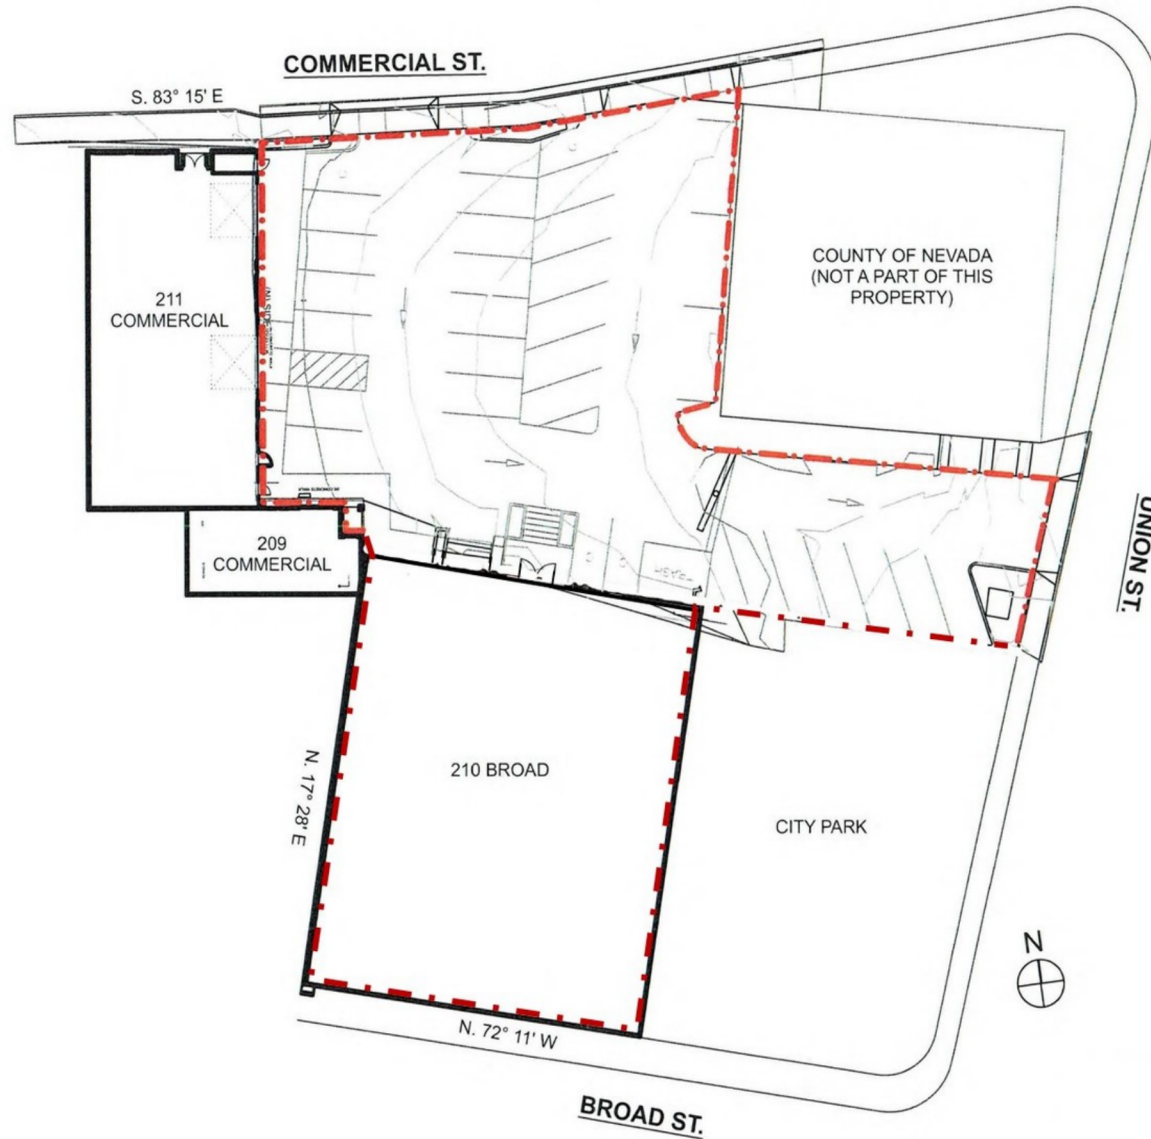 COMMERCIAL ST.
S. 83° 15' E
COUNTY OF NEVADA
(NOT A PART OF THIS
PROPERTY)
211
COMMERCIAL
209
COMMERCIAL
UNION ST.
210 BROAD
CITY PARK
N. 17° 28' E
N
N. 72° 11' W
BROAD ST.